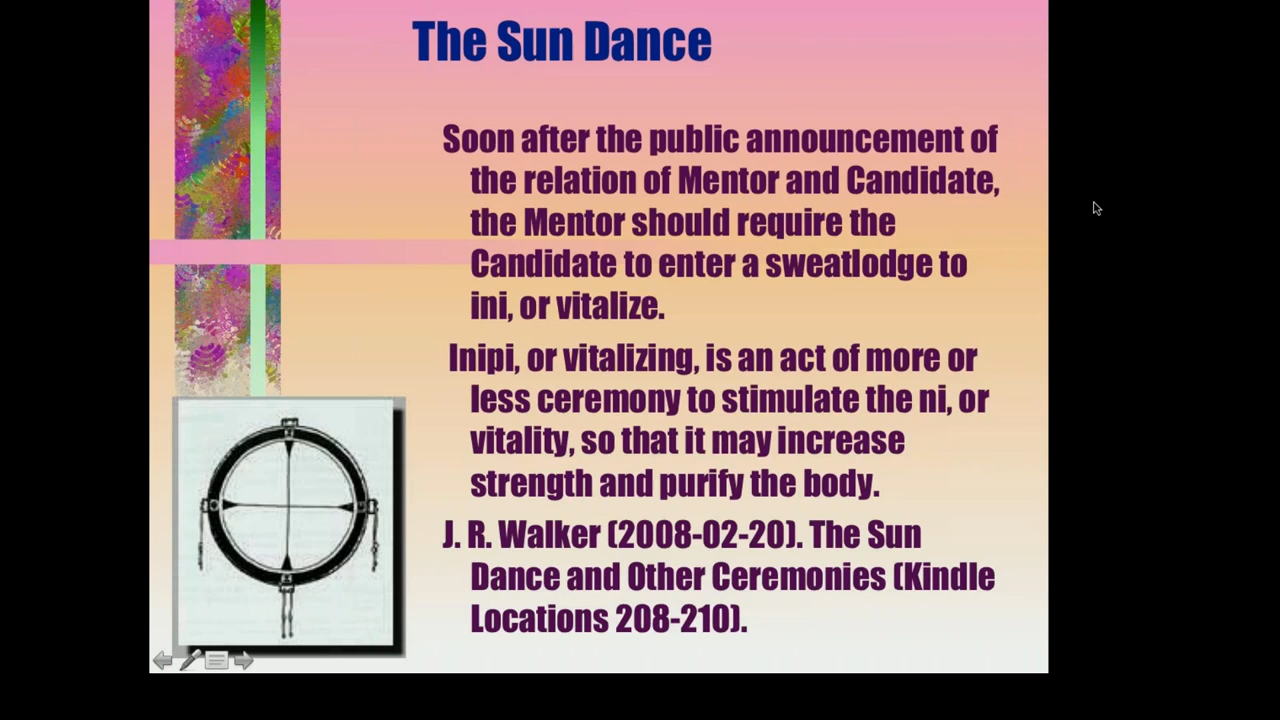 The Sun Dance
Soon after the public announcement of
the relation of Mentor and Candidate,
the Mentor should require the
Candidate to enter a sweatlodge to
ini, or vitalize.
Inipi, or vitalizing, is an act of more or
less ceremony to stimulate the ni, or
vitality, so that it may increase
strength and purify the body.
J. R. Walker (2008-02-20). The Sun
Dance and Other Ceremonies (Kindle
Locations 208-210).